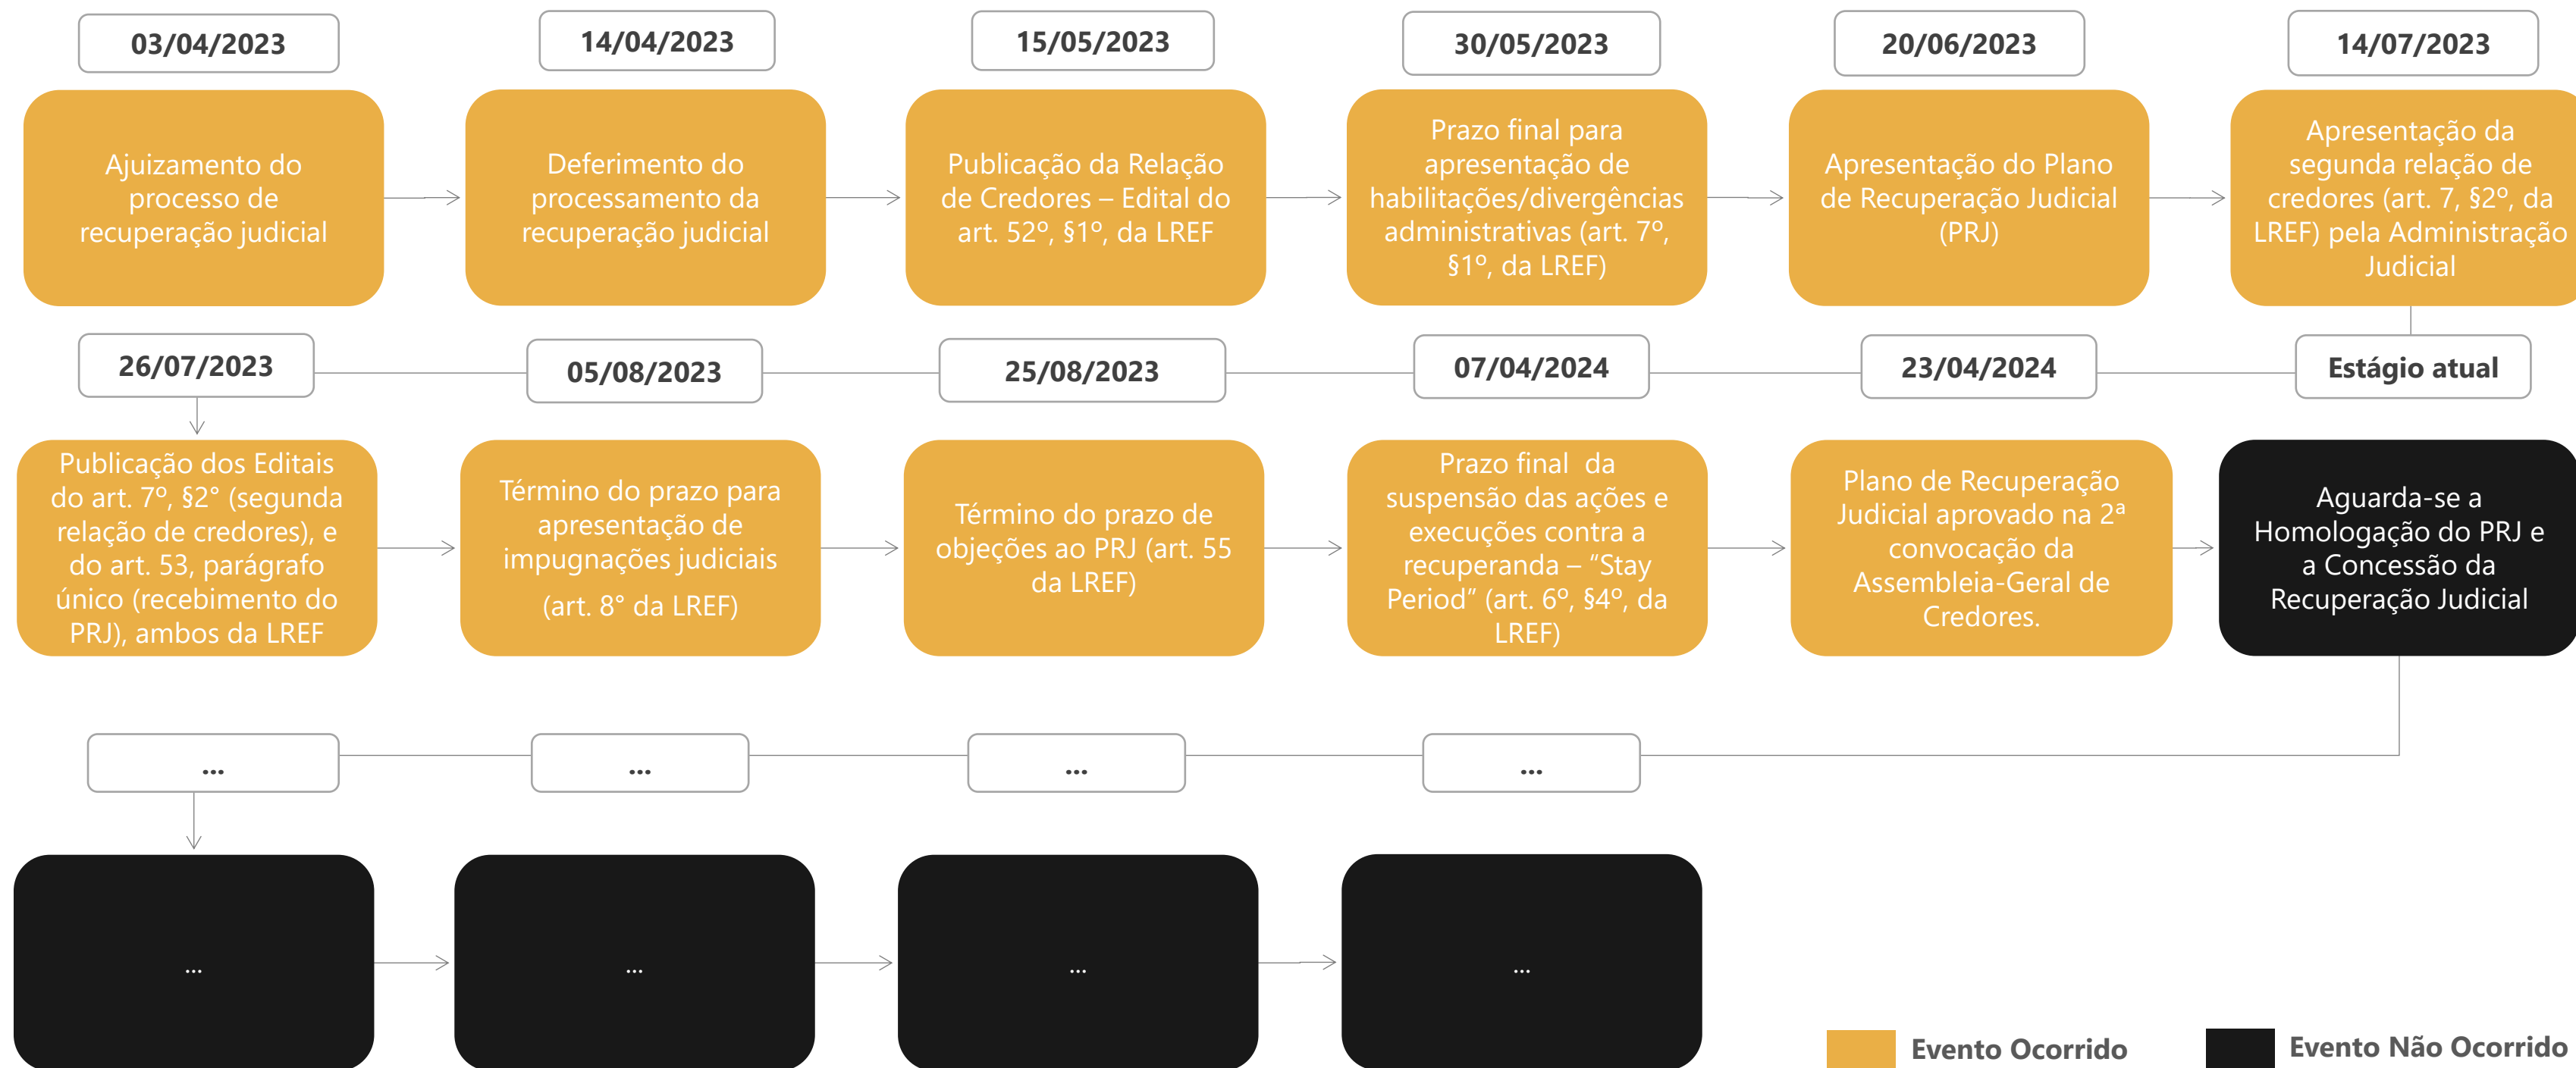 03/04/2023
Ajuizamento do
processo de
recuperação judicial
14/04/2023
Deferimento do
processamento da
recuperação judicial
15/05/2023
Publicação da Relação
de Credores – Edital do
art. 52º, §1º, da LREF
30/05/2023
Prazo final para
apresentação de
habilitações/divergências
administrativas (art. 7º,
§1º, da LREF)
20/06/2023
Apresentação do Plano
de Recuperação Judicial
(PRJ)
14/07/2023
Apresentação da
segunda relação de
credores (art. 7, §2º, da
LREF) pela Administração
Judicial
26/07/2023
Publicação dos Editais
do art. 7º, §2° (segunda
relação de credores), e
do art. 53, parágrafo
único (recebimento do
PRJ), ambos da LREF
05/08/2023
Término do prazo para
apresentação de
impugnações judiciais
(art. 8° da LREF)
25/08/2023
Término do prazo de
objeções ao PRJ (art. 55
da LREF)
07/04/2024
Prazo final da
suspensão das ações e
execuções contra a
recuperanda – “Stay
Period” (art. 6º, §4º, da
LREF)
23/04/2024
Plano de Recuperação
Judicial aprovado na 2ª
convocação da
Assembleia-Geral de
Credores.
Estágio atual
Aguarda-se a
Homologação do PRJ e
a Concessão da
Recuperação Judicial
...
...
...
...
...
...
...
...
Evento Ocorrido
Evento Não Ocorrido